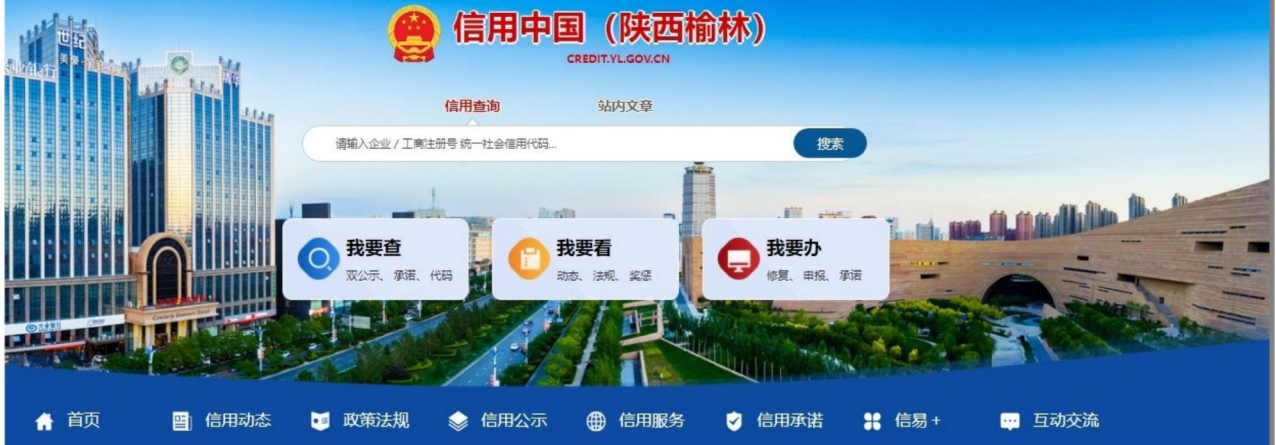 信用中国（陕西榆林）
CREDIT.YL.GOV.CN
信用查询 站内文章
请输入企业 / 工商注册号 统一社会信用代码... 搜索
我要查 我要看 我要办
双公示、承诺、代码 动态、法规、奖惩 修复、申报、承诺
世纪
Century Jinyuan Hotel
首页 信用动态 政策法规 信用公示 信用服务 信用承诺 信易 + 互动交流